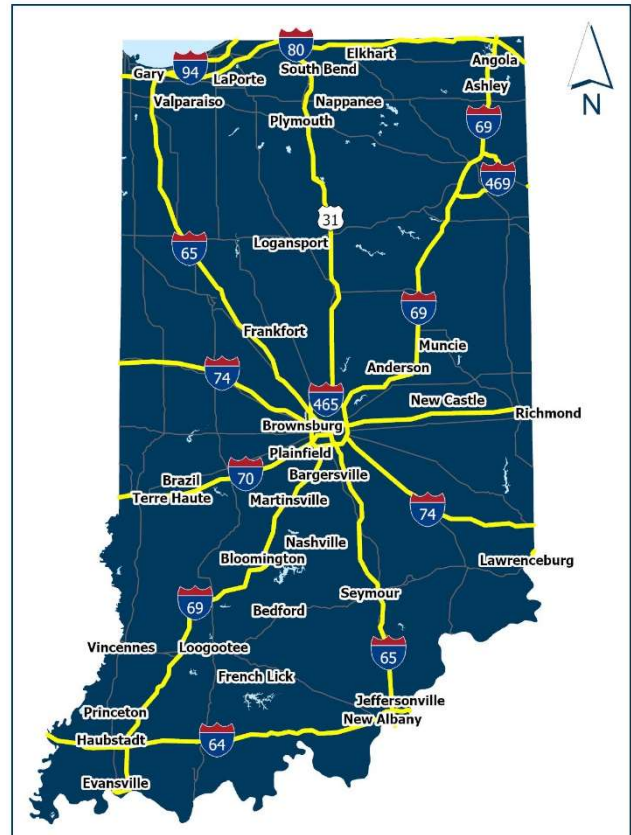 80
Elkhart
Angola
Gary
94
LaPorte
South Bend
Ashley
Valparaiso
Nappanee
N
Plymouth
69
469
31
Logansport
65
69
Frankfort
Muncie
Anderson
74
465
New Castle
Richmond
Brownsburg
Plainfield
Bargersville
Brazil
70
Terre Haute
Martinsville
74
Nashville
Bloomington
Lawrenceburg
Seymour
69
Bedford
Vincennes
Loogootee
65
French Lick
Jeffersonville
Princeton
New Albany
Haubstadt
64
Evansville